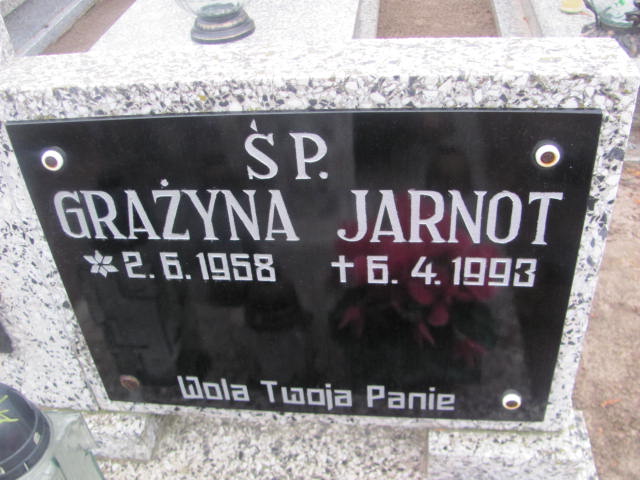 ŚP.
GRAŻYNA JARNOT
* 2. 6. 1958 † 6. 4. 1993
Wola Twoja Panie